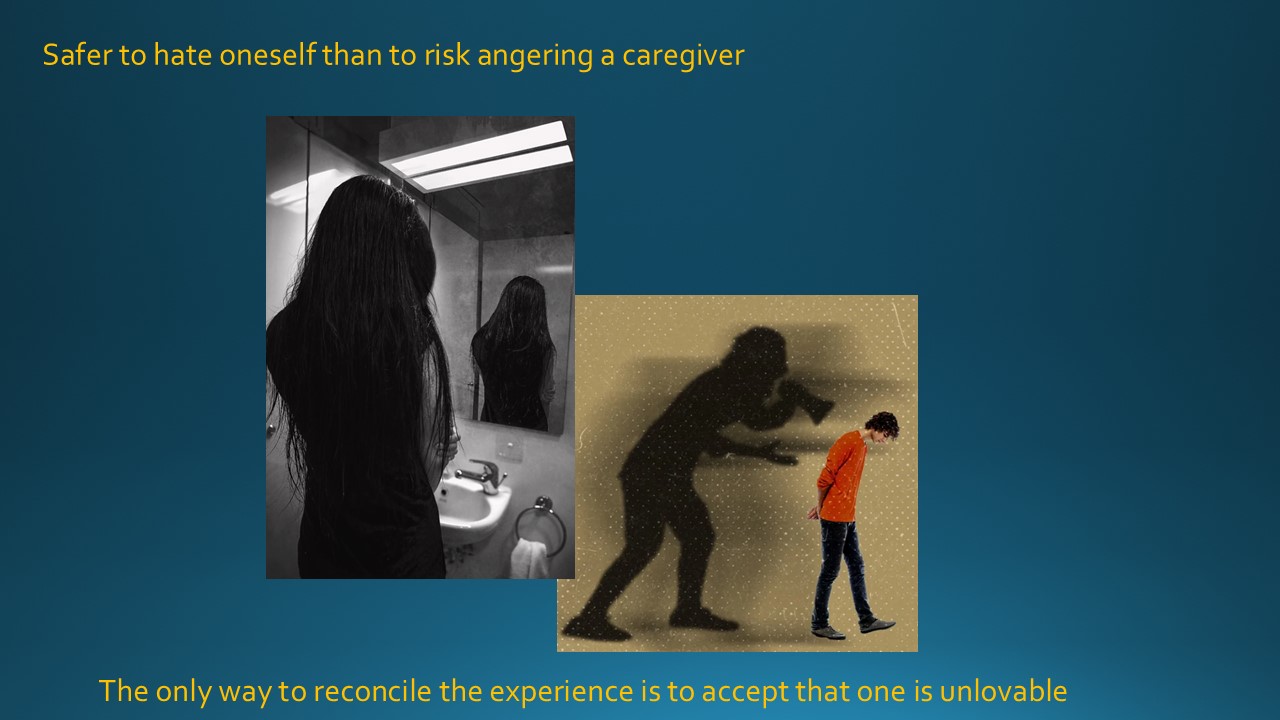 Safer to hate oneself than to risk angering a caregiver
The only way to reconcile the experience is to accept that one is unlovable